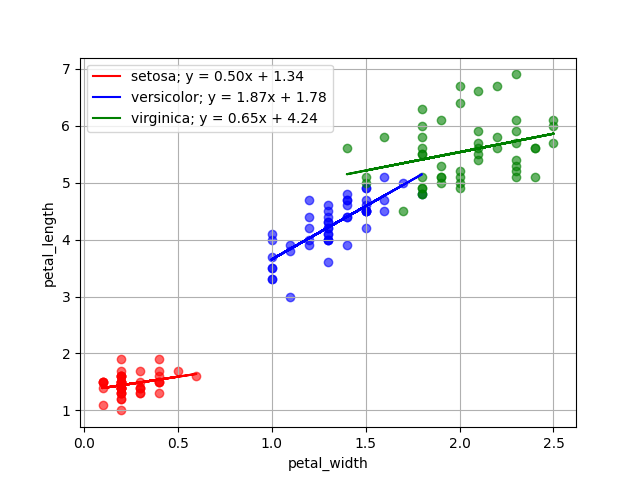 setosa; y = 0.50x + 1.34
versicolor; y = 1.87x + 1.78
virginica; y = 0.65x + 4.24
7
6
5
4
3
2
1
petal_length
0.0 0.5 1.0 1.5 2.0 2.5
petal_width